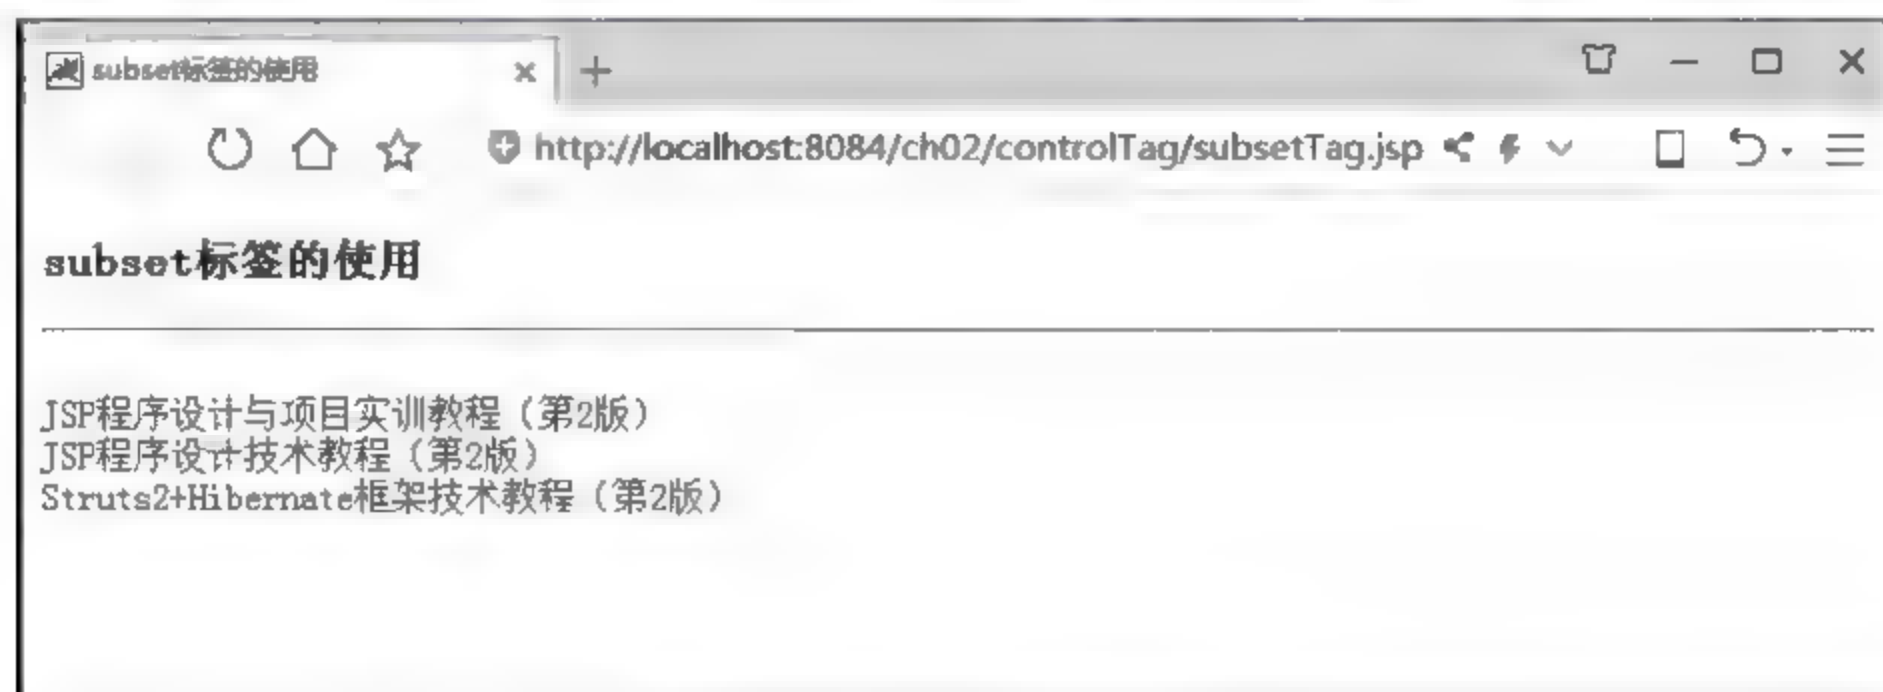 subset标签的使用
http://localhost:8084/ch02/controlTag/subsetTag.jsp
subset标签的使用
JSP程序设计与项目实训教程（第2版）
JSP程序设计技术教程（第2版）
Struts2+Hibernate框架技术教程（第2版）